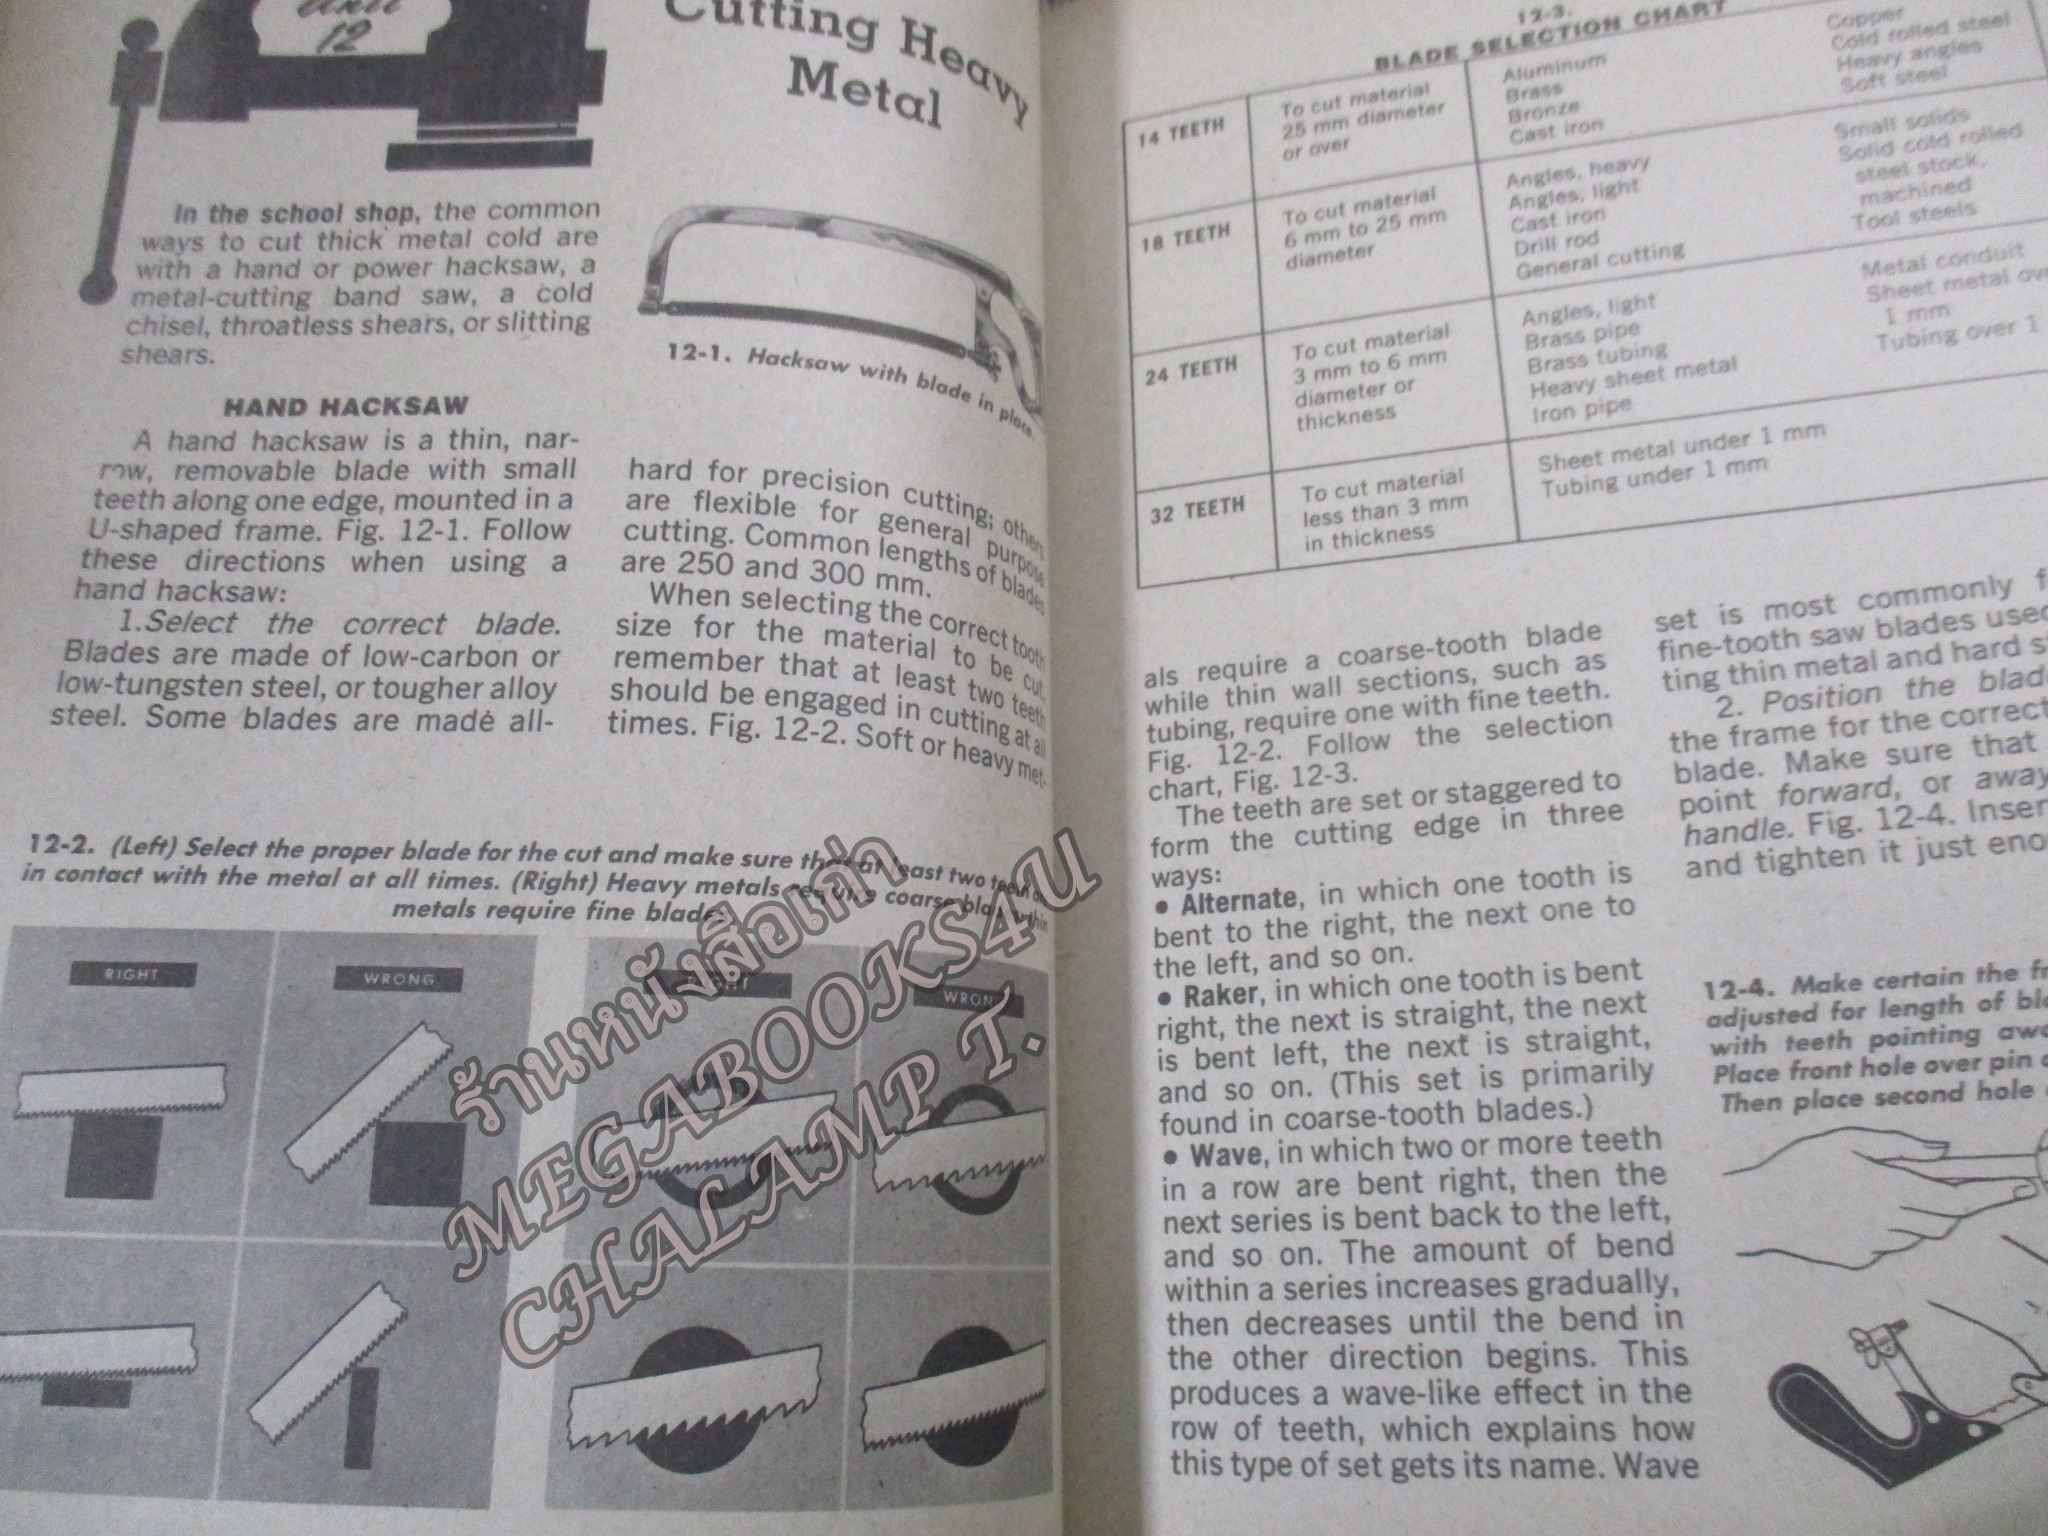 Unit
12
Cutting Heavy
Metal
In the school shop, the common
ways to cut thick metal cold are
with a hand or power hacksaw, a
metal-cutting band saw, a cold
chisel, throatless shears, or slitting
shears.
HAND HACKSAW
A hand hacksaw is a thin, nar-
row, removable blade with small
teeth along one edge, mounted in a
U-shaped frame. Fig. 12-1. Follow
these directions when using a
hand hacksaw:
1.Select the correct blade.
Blades are made of low-carbon or
low-tungsten steel, or tougher alloy
steel. Some blades are made all-
12-1. Hacksaw with blade in place.
hard for precision cutting; others
are flexible for general purpose
cutting. Common lengths of blades
are 250 and 300 mm.
When selecting the correct tooth
size for the material to be cut,
remember that at least two teeth
should be engaged in cutting at all
times. Fig. 12-2. Soft or heavy met-
12-2. (Left) Select the proper blade for the cut and make sure that at least two teeth
in contact with the metal at all times. (Right) Heavy metals require coarse blades; thin
metals require fine blades.
RIGHT
WRONG
RIGHT
WRONG
ร้านหนังสือเก่า
MEGABOOKS4U
CHALAMP T.
12-3.
BLADE SELECTION CHART
14 TEETH
To cut material
25 mm diameter
or over
Aluminum
Brass
Bronze
Cast iron
Copper
Cold rolled steel
Heavy angles
Soft steel
18 TEETH
To cut material
6 mm to 25 mm
diameter
Angles, heavy
Angles, light
Cast iron
Drill rod
General cutting
Small solids
Solid cold rolled
steel stock,
machined
Tool steels
24 TEETH
To cut material
3 mm to 6 mm
diameter or
thickness
Angles, light
Brass pipe
Brass tubing
Heavy sheet metal
Iron pipe
Metal conduit
Sheet metal ov
1 mm
Tubing over 1
32 TEETH
To cut material
less than 3 mm
in thickness
Sheet metal under 1 mm
Tubing under 1 mm
als require a coarse-tooth blade
while thin wall sections, such as
tubing, require one with fine teeth.
Fig. 12-2. Follow the selection
chart, Fig. 12-3.
The teeth are set or staggered to
form the cutting edge in three
ways:
● Alternate, in which one tooth is
bent to the right, the next one to
the left, and so on.
● Raker, in which one tooth is bent
right, the next is straight, the next
is bent left, the next is straight,
and so on. (This set is primarily
found in coarse-tooth blades.)
● Wave, in which two or more teeth
in a row are bent right, then the
next series is bent back to the left,
and so on. The amount of bend
within a series increases gradually,
then decreases until the bend in
the other direction begins. This
produces a wave-like effect in the
row of teeth, which explains how
this type of set gets its name. Wave
set is most commonly f
fine-tooth saw blades use
ting thin metal and hard s
2. Position the blad
the frame for the correct
blade. Make sure that
point forward, or away
handle. Fig. 12-4. Inser
and tighten it just eno
12-4. Make certain the fr
adjusted for length of bl
with teeth pointing aw
Place front hole over pin
Then place second hole